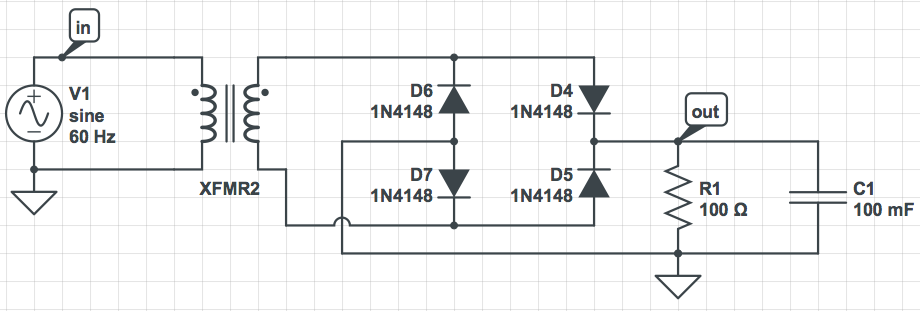 in
+
V1
sine
60 Hz
−
XFMR2
D6
1N4148
D4
1N4148
D7
1N4148
D5
1N4148
out
R1
100 Ω
C1
100 mF